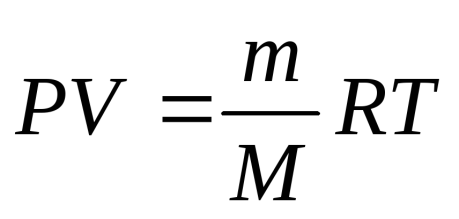 PV = m/M RT